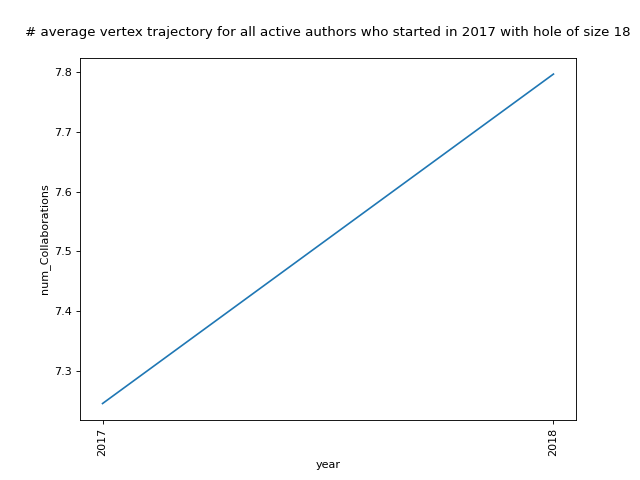 # average vertex trajectory for all active authors who started in 2017 with hole of size 18
7.8
7.7
7.6
7.5
7.4
7.3
num_Collaborations
2017
2018
year